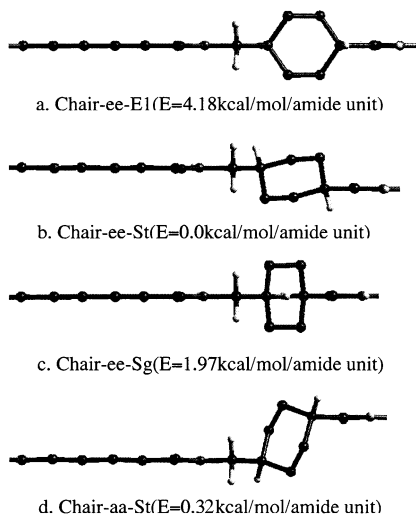 a. Chair-ee-E1(E=4.18kcal/mol/amide unit)
b. Chair-ee-St(E=0.0kcal/mol/amide unit)
c. Chair-ee-Sg(E=1.97kcal/mol/amide unit)
d. Chair-aa-St(E=0.32kcal/mol/amide unit)